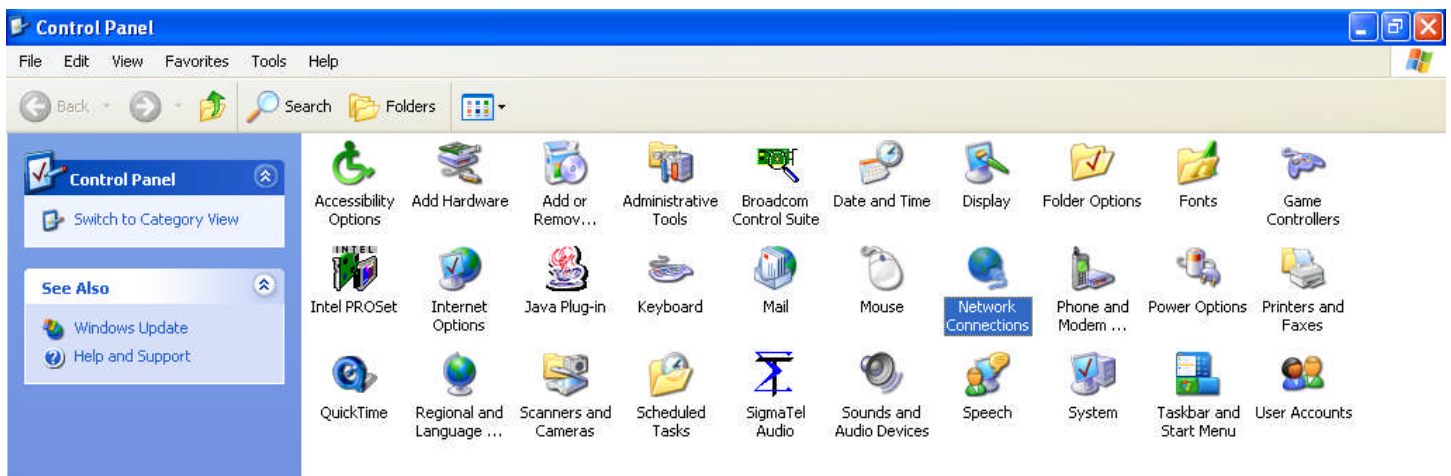 Control Panel
File Edit View Favorites Tools Help
Back Search Folders
Control Panel
Switch to Category View
See Also
Windows Update
Help and Support
Accessibility Add Hardware Add or Administrative Broadcom Date and Time Display Folder Options Fonts Game
Options Remov... Tools Control Suite Controllers
INTEL
Intel PROSet Internet Java Plug-in Keyboard Mail Mouse Network Phone and Power Options Printers and
Options Connections Modem ... Faxes
QuickTime Regional and Scanners and Scheduled SigmaTel Sounds and Speech System Taskbar and User Accounts
Language ... Cameras Tasks Audio Audio Devices Start Menu